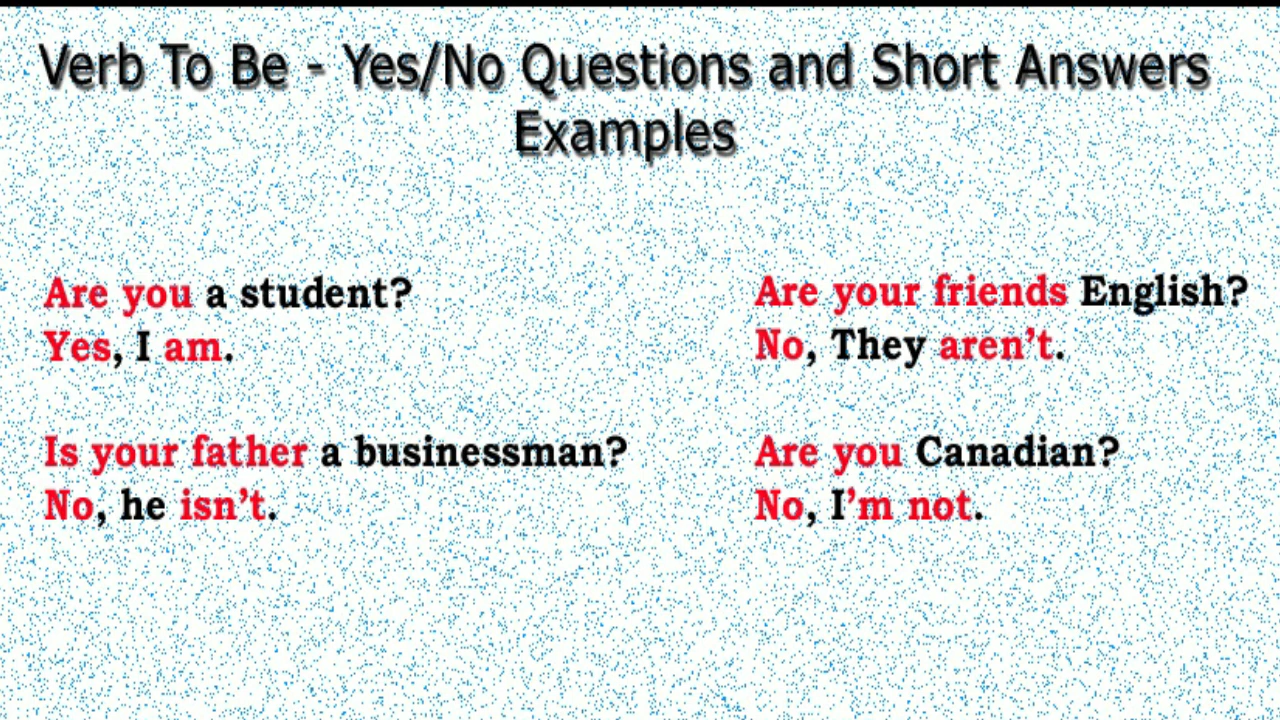 Verb To Be - Yes/No Questions and Short Answers
Examples
Are you a student?
Yes, I am.
Is your father a businessman?
No, he isn't.
Are your friends English?
No, They aren't.
Are you Canadian?
No, I'm not.